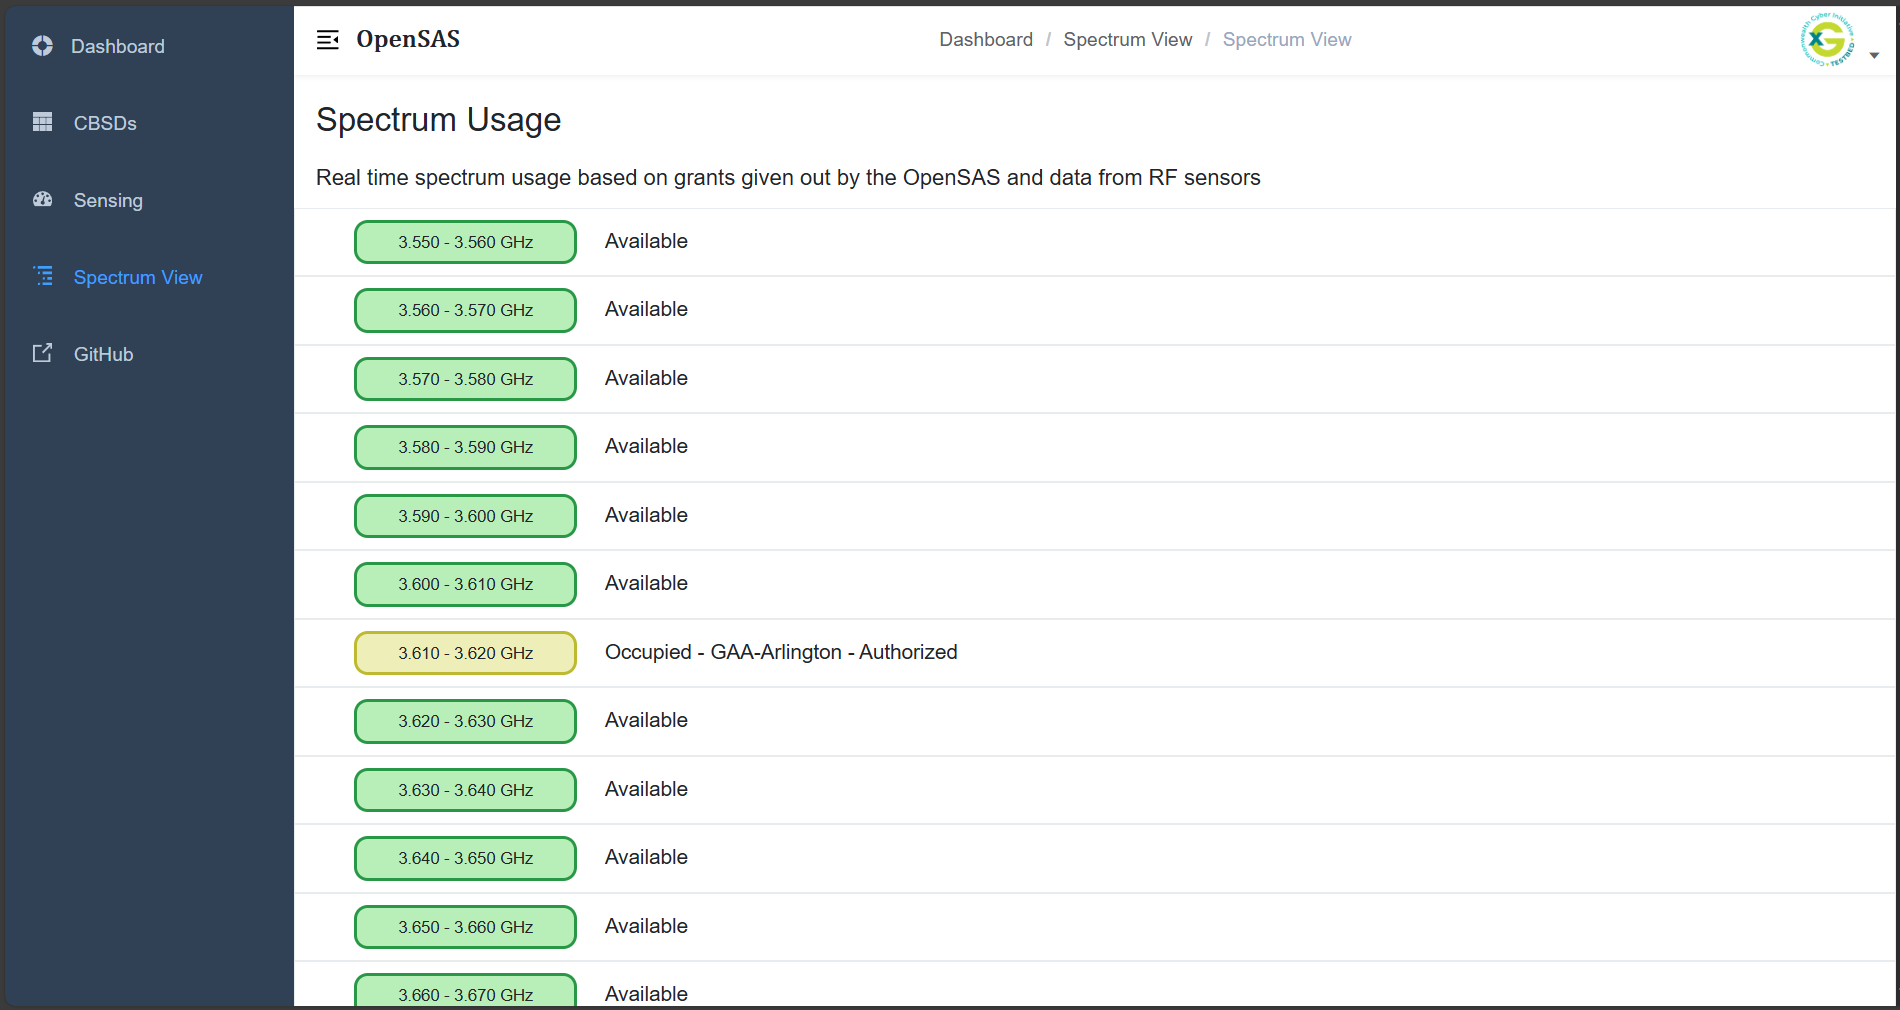 Dashboard
CBSDs
Sensing
Spectrum View
GitHub
OpenSAS
Dashboard / Spectrum View / Spectrum View
Commonwealth Cyber Initiative
xG
TESTBED
Spectrum Usage
Real time spectrum usage based on grants given out by the OpenSAS and data from RF sensors
3.550 - 3.560 GHz Available
3.560 - 3.570 GHz Available
3.570 - 3.580 GHz Available
3.580 - 3.590 GHz Available
3.590 - 3.600 GHz Available
3.600 - 3.610 GHz Available
3.610 - 3.620 GHz Occupied - GAA-Arlington - Authorized
3.620 - 3.630 GHz Available
3.630 - 3.640 GHz Available
3.640 - 3.650 GHz Available
3.650 - 3.660 GHz Available
3.660 - 3.670 GHz Available